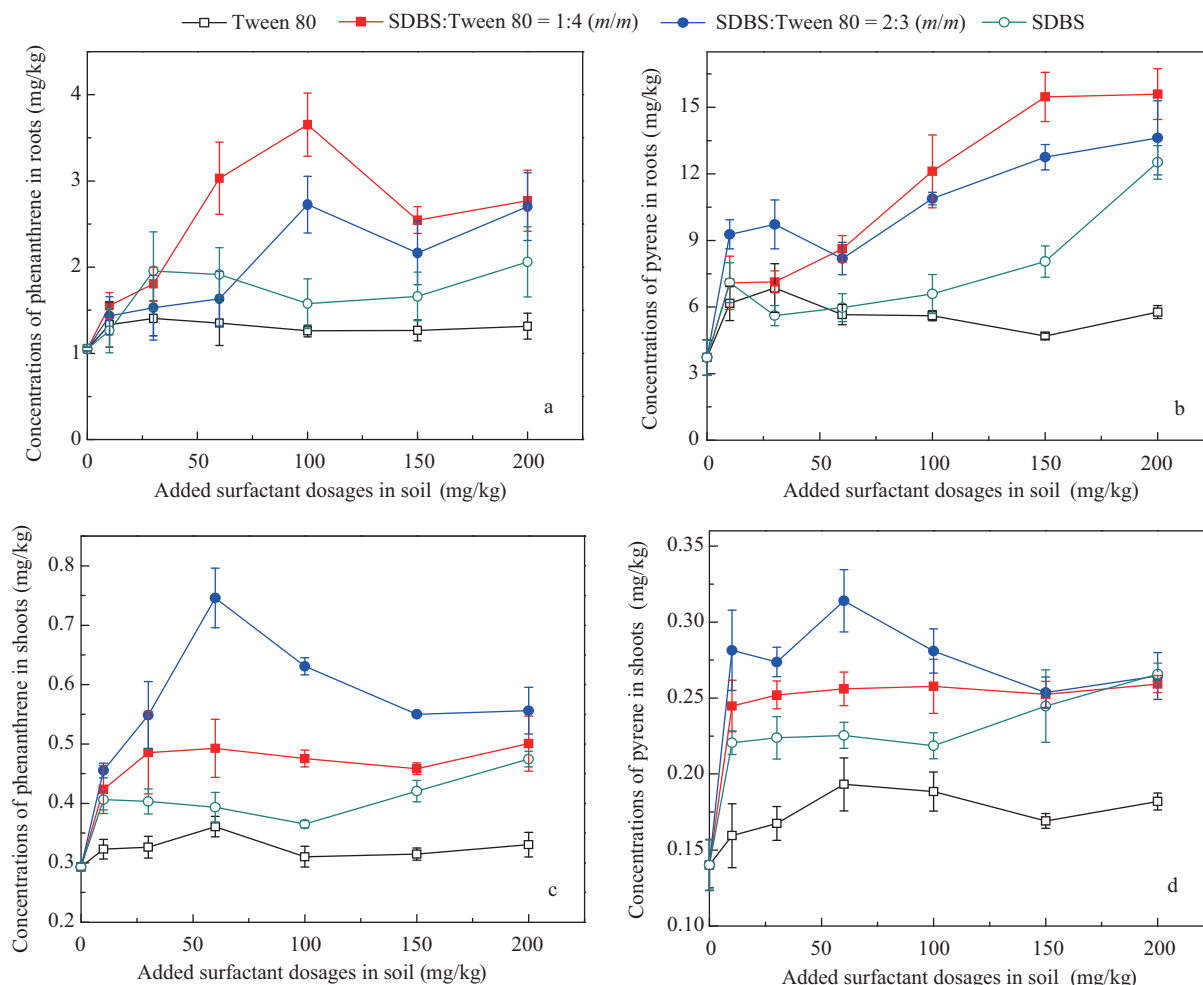 Tween 80 SDBS:Tween 80 = 1:4 (m/m) SDBS:Tween 80 = 2:3 (m/m) SDBS
Concentrations of phenanthrene in roots (mg/kg)
4
3
2
1
0
a
0 50 100 150 200
Added surfactant dosages in soil (mg/kg)
Concentrations of pyrene in roots (mg/kg)
15
12
9
6
3
0
b
0 50 100 150 200
Added surfactant dosages in soil (mg/kg)
Concentrations of phenanthrene in shoots (mg/kg)
0.8
0.7
0.6
0.5
0.4
0.3
0.2
c
0 50 100 150 200
Added surfactant dosages in soil (mg/kg)
Concentrations of pyrene in shoots (mg/kg)
0.35
0.30
0.25
0.20
0.15
0.10
d
0 50 100 150 200
Added surfactant dosages in soil (mg/kg)